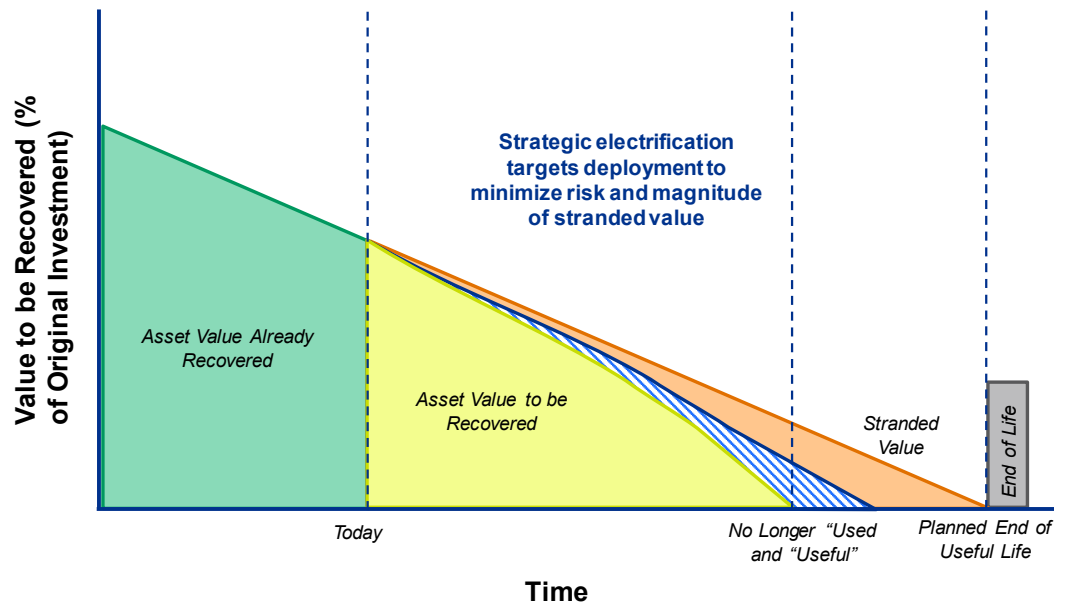 Value to be Recovered (%
of Original Investment)
Strategic electrification
targets deployment to
minimize risk and magnitude
of stranded value
Asset Value Already
Recovered
Asset Value to be
Recovered
Stranded
Value
End of Life
Today
No Longer “Used
and “Useful”
Planned End of
Useful Life
Time